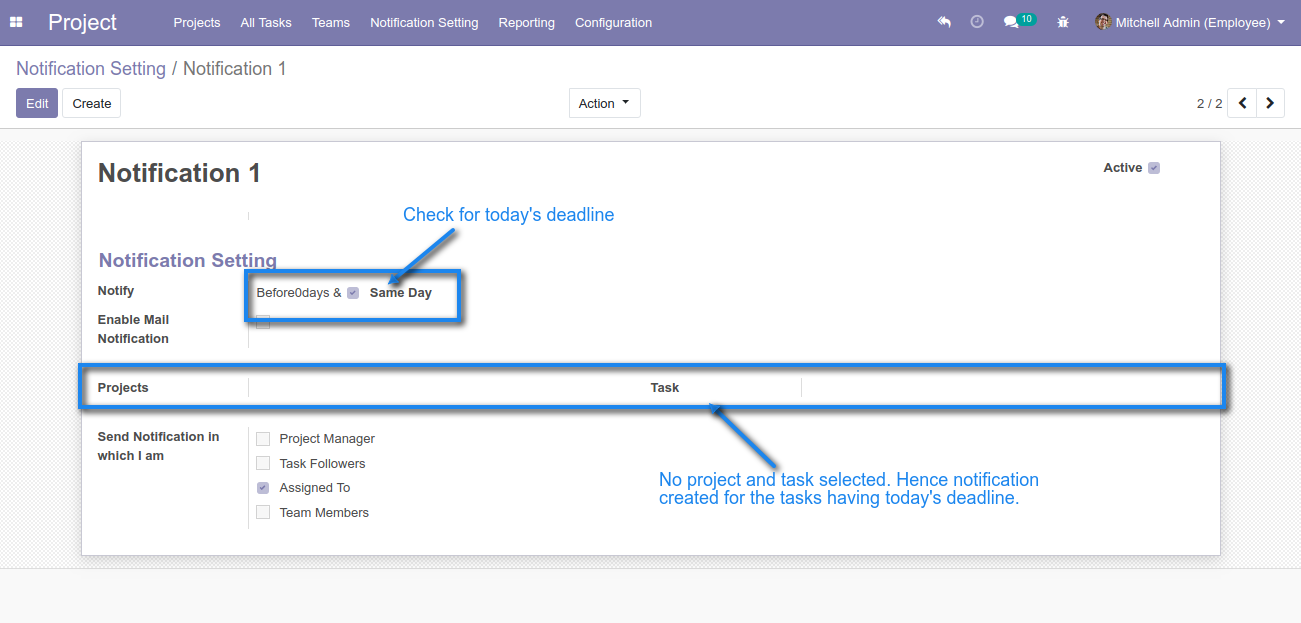 Project Projects All Tasks Teams Notification Setting Reporting Configuration 10 Mitchell Admin (Employee)
Notification Setting / Notification 1
Edit Create Action 2 / 2
Notification 1 Active
Check for today's deadline
Notification Setting
Notify Before0days & Same Day
Enable Mail
Notification
Projects Task
Send Notification in
which I am
Project Manager
Task Followers
Assigned To
Team Members
No project and task selected. Hence notification
created for the tasks having today's deadline.